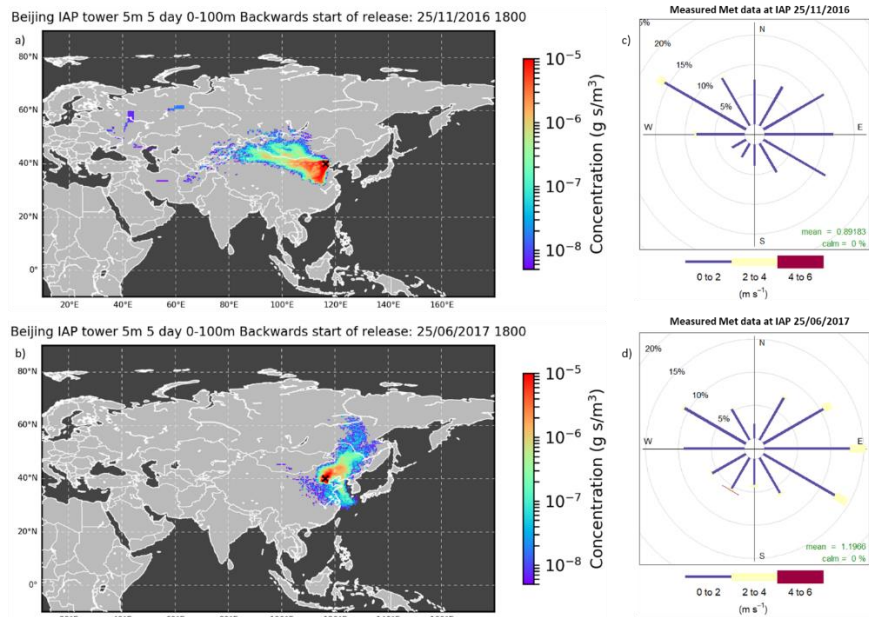 Beijing IAP tower 5m 5 day 0-100m Backwards start of release: 25/11/2016 1800
a)
80°N
60°N
40°N
20°N
0°N
20°E 40°E 60°E 80°E 100°E 120°E 140°E 160°E
10⁻⁵
10⁻⁶
10⁻⁷
10⁻⁸
Concentration (g s/m³)
Measured Met data at IAP 25/11/2016
c)
20%
15%
10%
5%
N
W
E
S
mean = 0.89183
calm = 0 %
0 to 2 2 to 4 4 to 6
(m s⁻¹)
Beijing IAP tower 5m 5 day 0-100m Backwards start of release: 25/06/2017 1800
b)
80°N
60°N
40°N
20°N
0°N
10⁻⁵
10⁻⁶
10⁻⁷
10⁻⁸
Concentration (g s/m³)
Measured Met data at IAP 25/06/2017
d)
20%
15%
10%
5%
N
W
E
S
mean = 1.1966
calm = 0 %
0 to 2 2 to 4 4 to 6
(m s⁻¹)